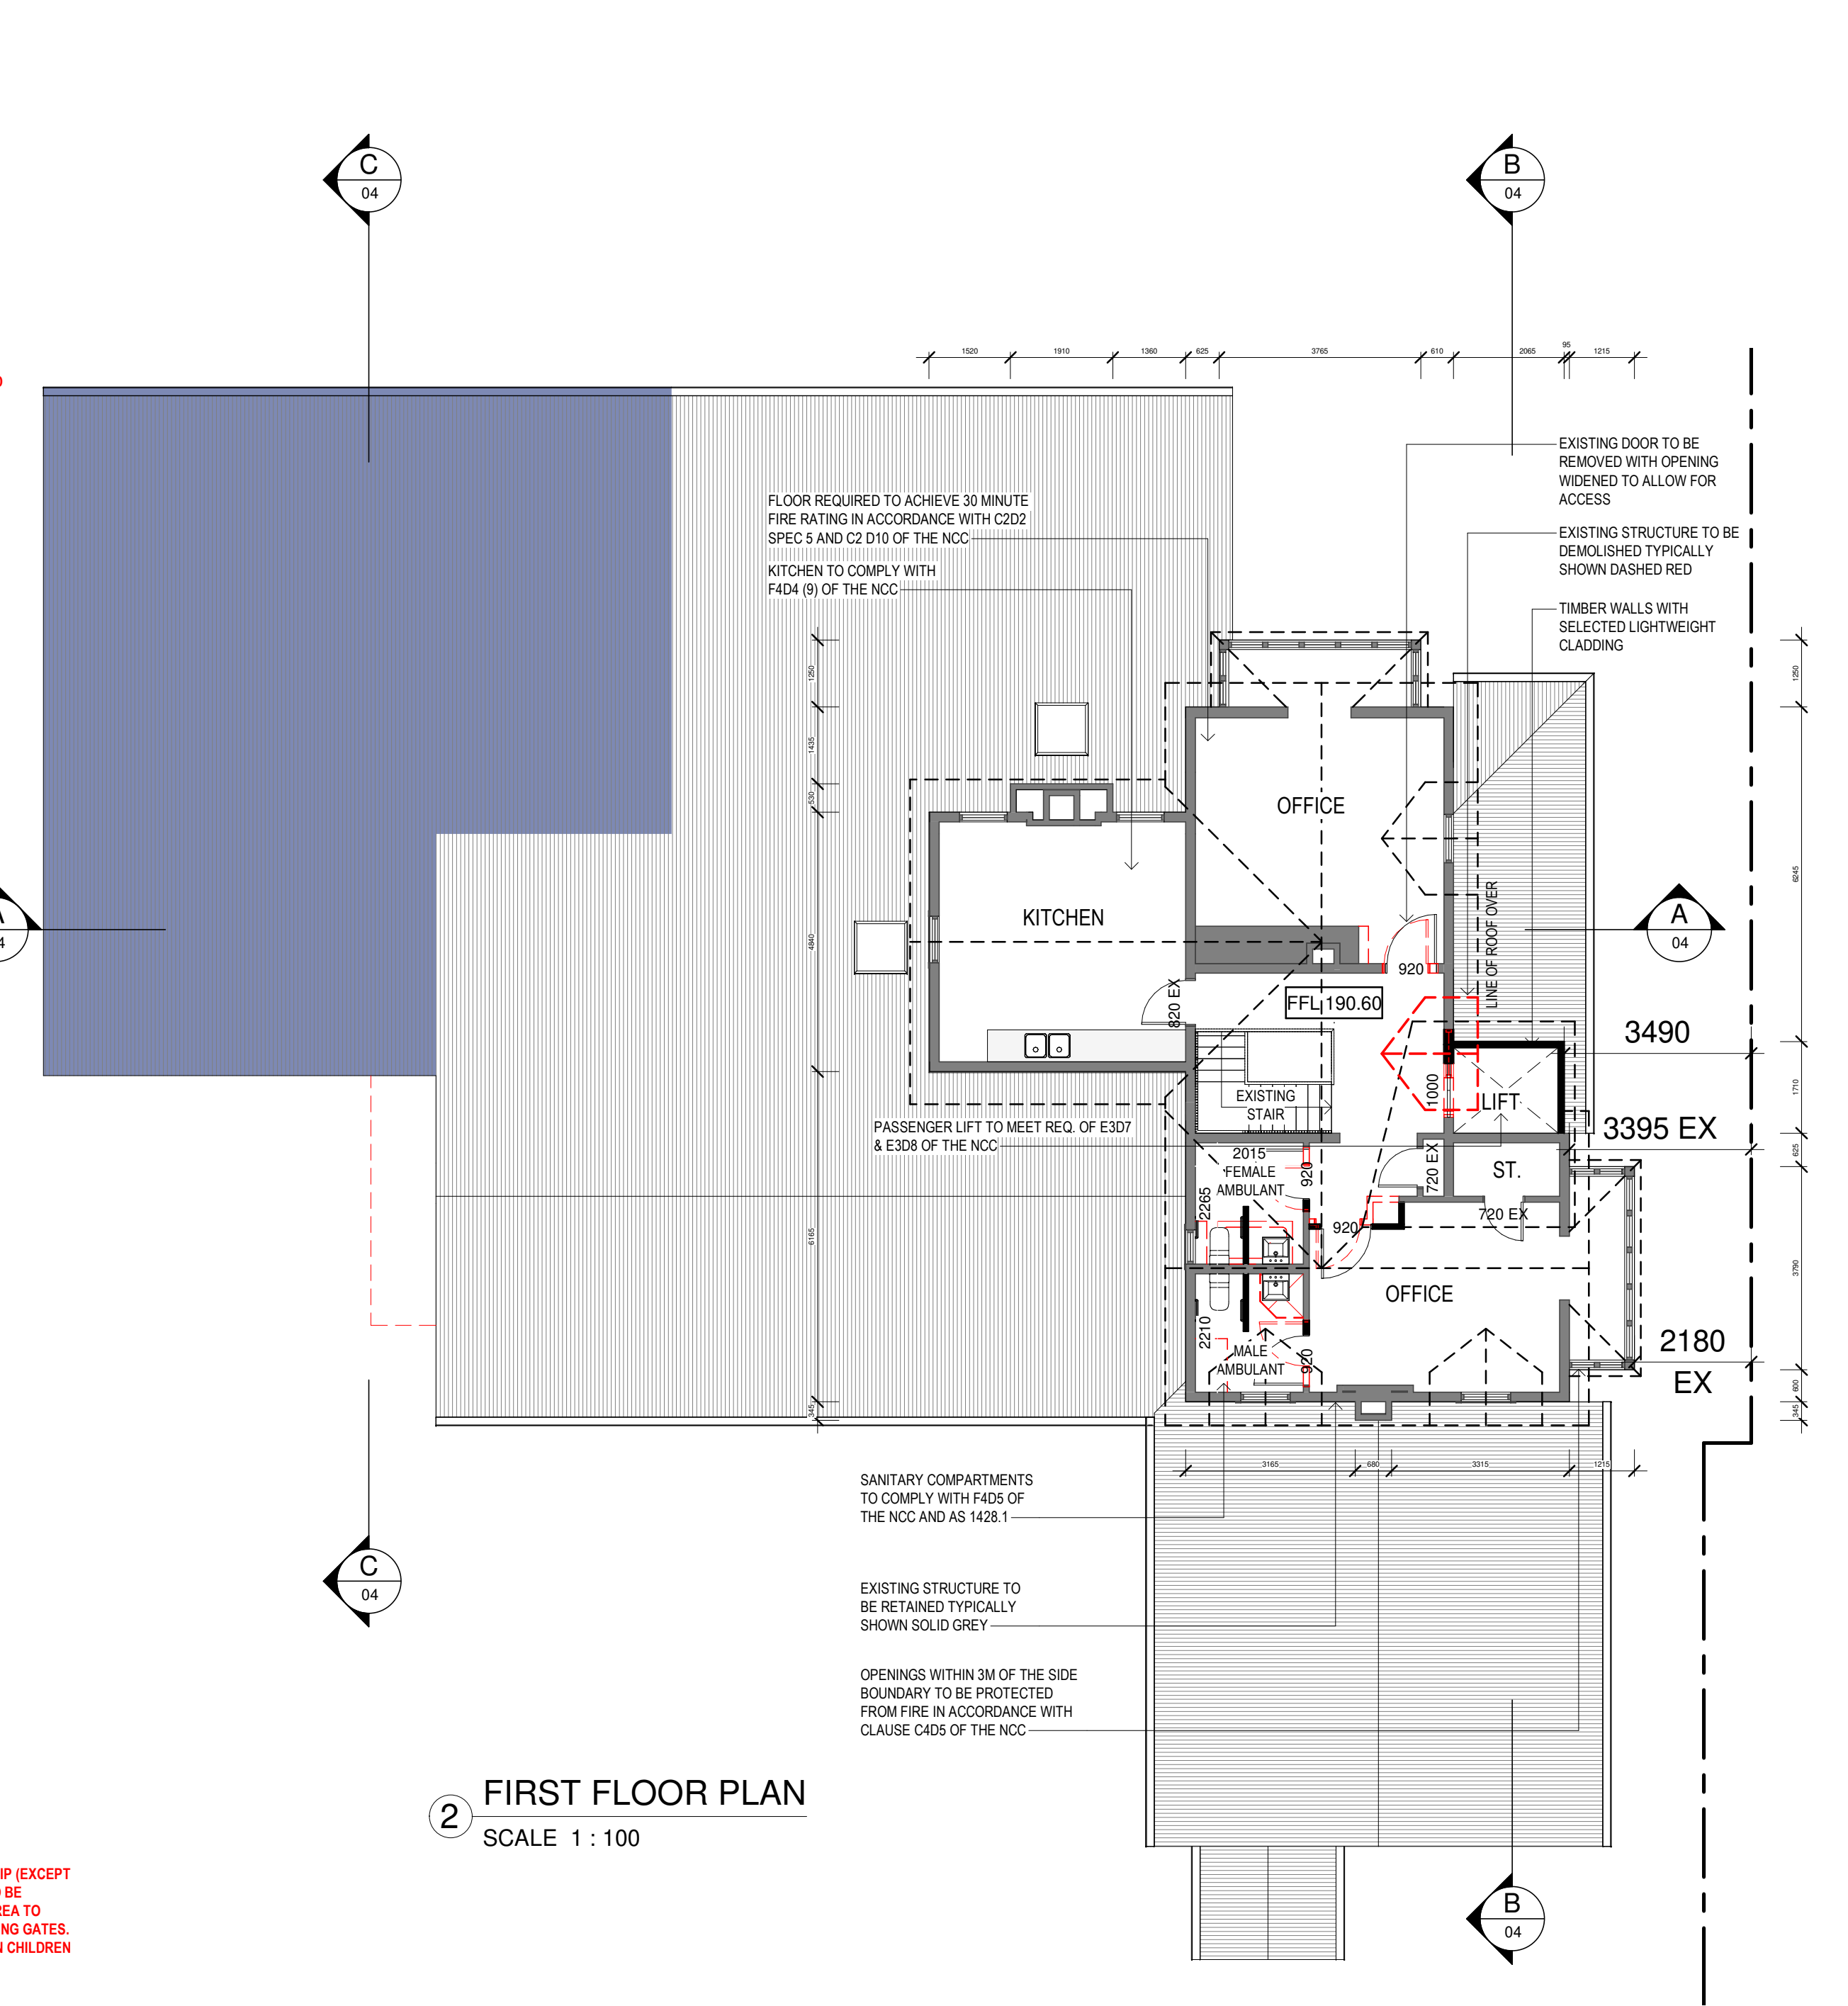 C
04
B
04
1520
1910
1360
625
3765
610
2065
95
1215
EXISTING DOOR TO BE
REMOVED WITH OPENING
WIDENED TO ALLOW FOR
ACCESS
FLOOR REQUIRED TO ACHIEVE 30 MINUTE
FIRE RATING IN ACCORDANCE WITH C2D2
SPEC 5 AND C2 D10 OF THE NCC
EXISTING STRUCTURE TO BE
DEMOLISHED TYPICALLY
SHOWN DASHED RED
KITCHEN TO COMPLY WITH
F4D4 (9) OF THE NCC
TIMBER WALLS WITH
SELECTED LIGHTWEIGHT
CLADDING
1250
1435
530
4840
6165
345
1250
6245
1710
625
3790
600
345
OFFICE
KITCHEN
LINE OF ROOF OVER
A
04
920
820 EX
FFL 190.60
3490
EXISTING
STAIR
1000
LIFT
PASSENGER LIFT TO MEET REQ. OF E3D7
& E3D8 OF THE NCC
3395 EX
2015
FEMALE
AMBULANT
920
2265
720 EX
ST.
720 EX
920
OFFICE
2210
MALE
AMBULANT
920
2180
EX
3165
680
3315
1215
SANITARY COMPARTMENTS
TO COMPLY WITH F4D5 OF
THE NCC AND AS 1428.1
C
04
EXISTING STRUCTURE TO
BE RETAINED TYPICALLY
SHOWN SOLID GREY
OPENINGS WITHIN 3M OF THE SIDE
BOUNDARY TO BE PROTECTED
FROM FIRE IN ACCORDANCE WITH
CLAUSE C4D5 OF THE NCC
2
FIRST FLOOR PLAN
SCALE 1 : 100
IP (EXCEPT
BE
REA TO
NG GATES.
N CHILDREN
B
04